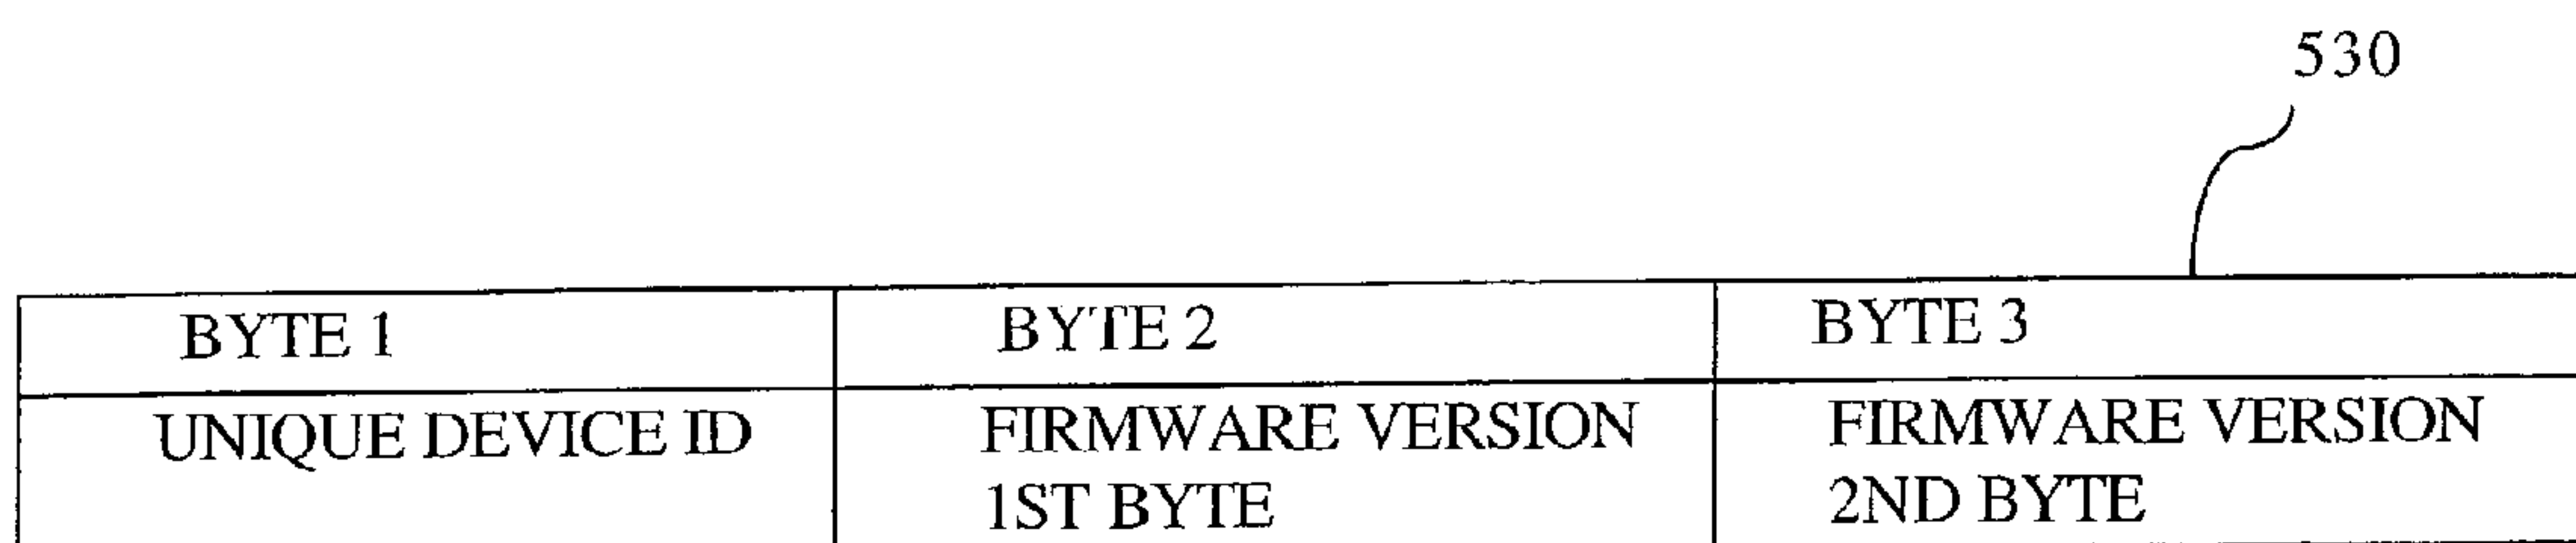 530
BYTE 1 BYTE 2 BYTE 3
UNIQUE DEVICE ID FIRMWARE VERSION FIRMWARE VERSION
1ST BYTE 2ND BYTE